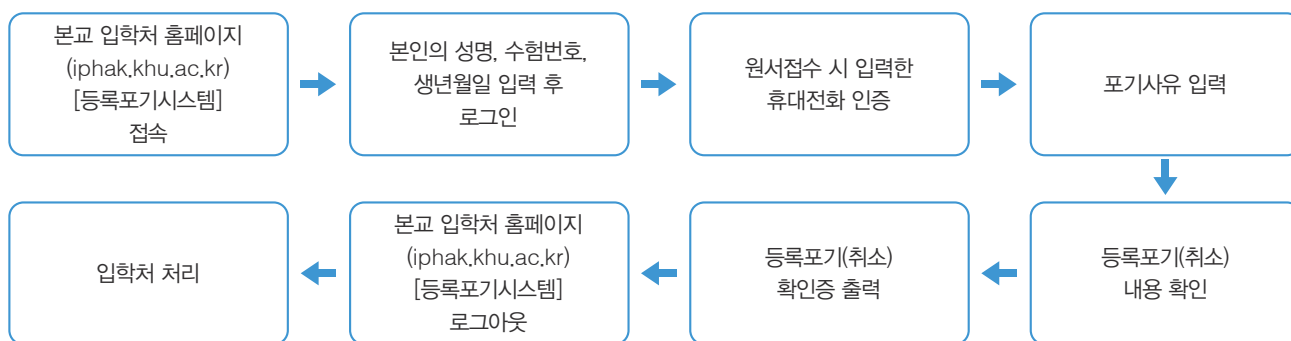 본교 입학처 홈페이지
(iphak.khu.ac.kr)
[등록포기시스템]
접속
본인의 성명, 수험번호,
생년월일 입력 후
로그인
원서접수 시 입력한
휴대전화 인증
포기사유 입력
등록포기(취소)
내용 확인
등록포기(취소)
확인증 출력
본교 입학처 홈페이지
(iphak.khu.ac.kr)
[등록포기시스템]
로그아웃
입학처 처리